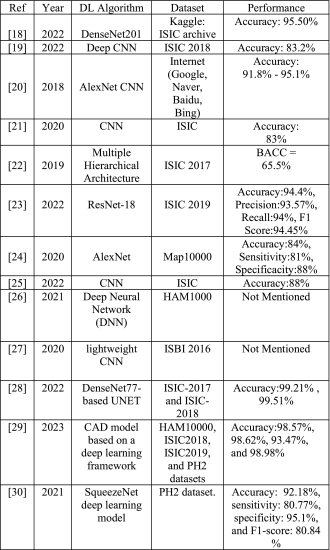 Ref Year DL Algorithm Dataset Performance
[18] 2022 DenseNet201 Kaggle: Accuracy: 95.50%
ISIC archive
[19] 2022 Deep CNN ISIC 2018 Accuracy: 83.2%
[20] 2018 AlexNet CNN Internet Accuracy:
(Google, 91.8% - 95.1%
Naver,
Baidu,
Bing)
[21] 2020 CNN ISIC Accuracy:
83%
[22] 2019 Multiple ISIC 2017 BACC =
Hierarchical 65.5%
Architecture
[23] 2022 ResNet-18 ISIC 2019 Accuracy:94.4%,
Precision:93.57%,
Recall:94%, F1
Score:94.45%
[24] 2020 AlexNet Map10000 Accuracy:84%,
Sensitivity:81%,
Specificacity:88%
[25] 2022 CNN ISIC Accuracy:88%
[26] 2021 Deep Neural HAM1000 Not Mentioned
Network
(DNN)
[27] 2020 lightweight ISBI 2016 Not Mentioned
CNN
[28] 2022 DenseNet77- ISIC-2017 Accuracy:99.21% ,
based UNET and ISIC- 99.51%
2018
[29] 2023 CAD model HAM10000, Accuracy:98.57%,
based on a ISIC2018, 98.62%, 93.47%,
deep learning ISIC2019, and 98.98%
framework and PH2
datasets
[30] 2021 SqueezeNet PH2 dataset. Accuracy: 92.18%,
deep learning sensitivity: 80.77%,
model specificity: 95.1%,
and F1-score: 80.84
%